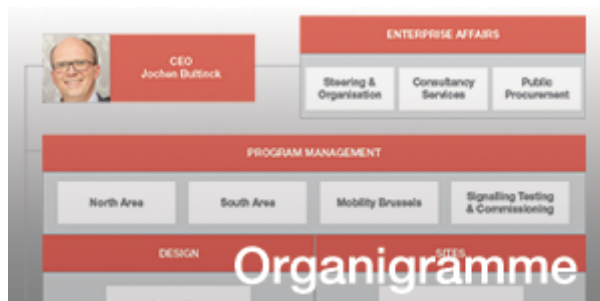 CEO
Jochen Bultinck
ENTERPRISE AFFAIRS
Steering &
Organisation
Consultancy
Services
Public
Procurement
PROGRAM MANAGEMENT
North Area
South Area
Mobility Brussels
Signalling Testing
& Commissioning
DESIGN
SITES
Organigramme